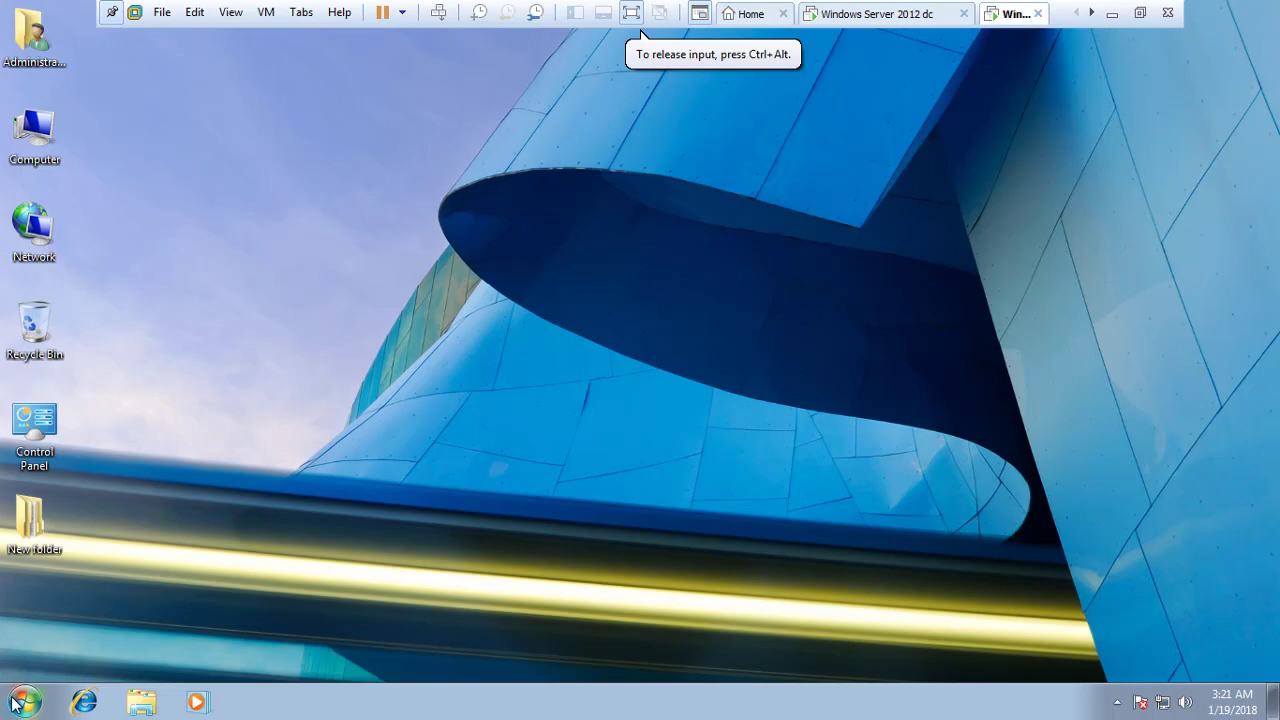 File Edit View VM Tabs Help
Home
Windows Server 2012 dc
Win...
To release input, press Ctrl+Alt.
Administra...
Computer
Network
Recycle Bin
Control
Panel
New folder
3:21 AM
1/19/2018